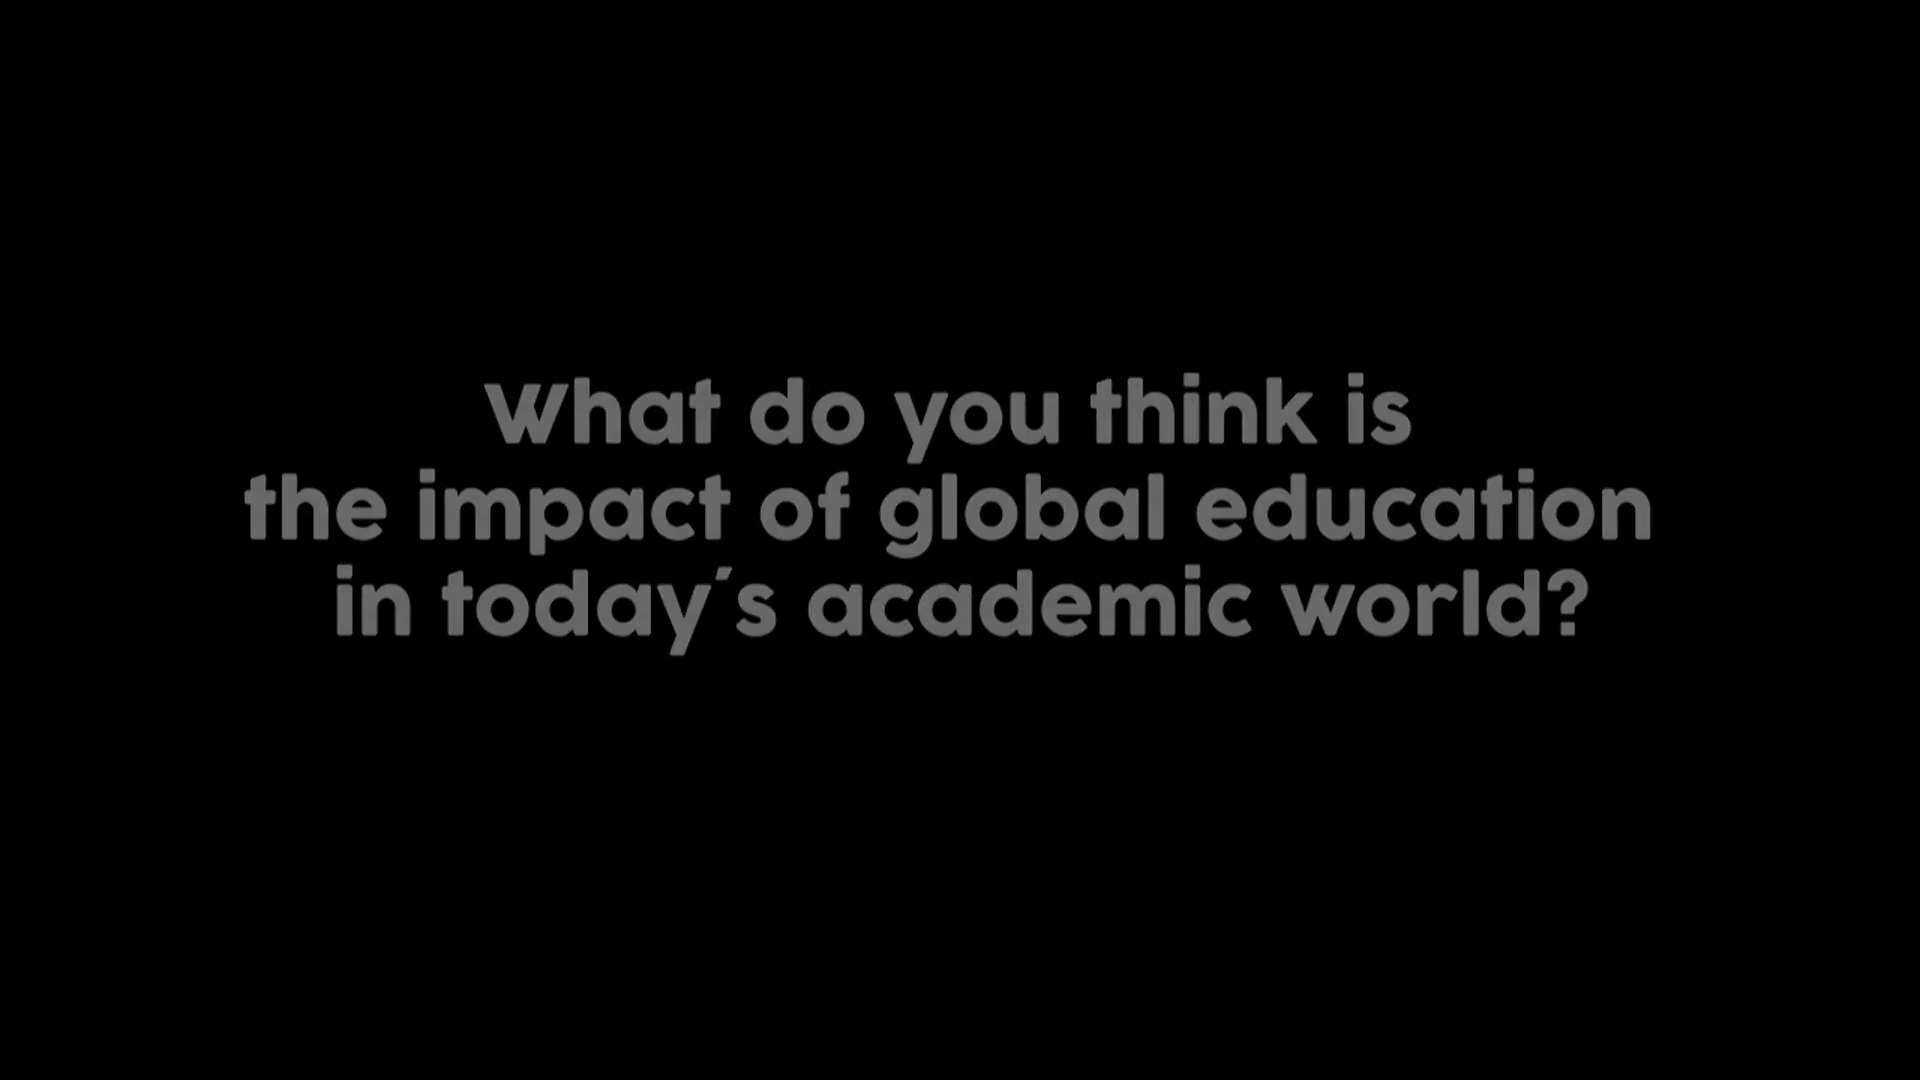 What do you think is
the impact of global education
in today´s academic world?